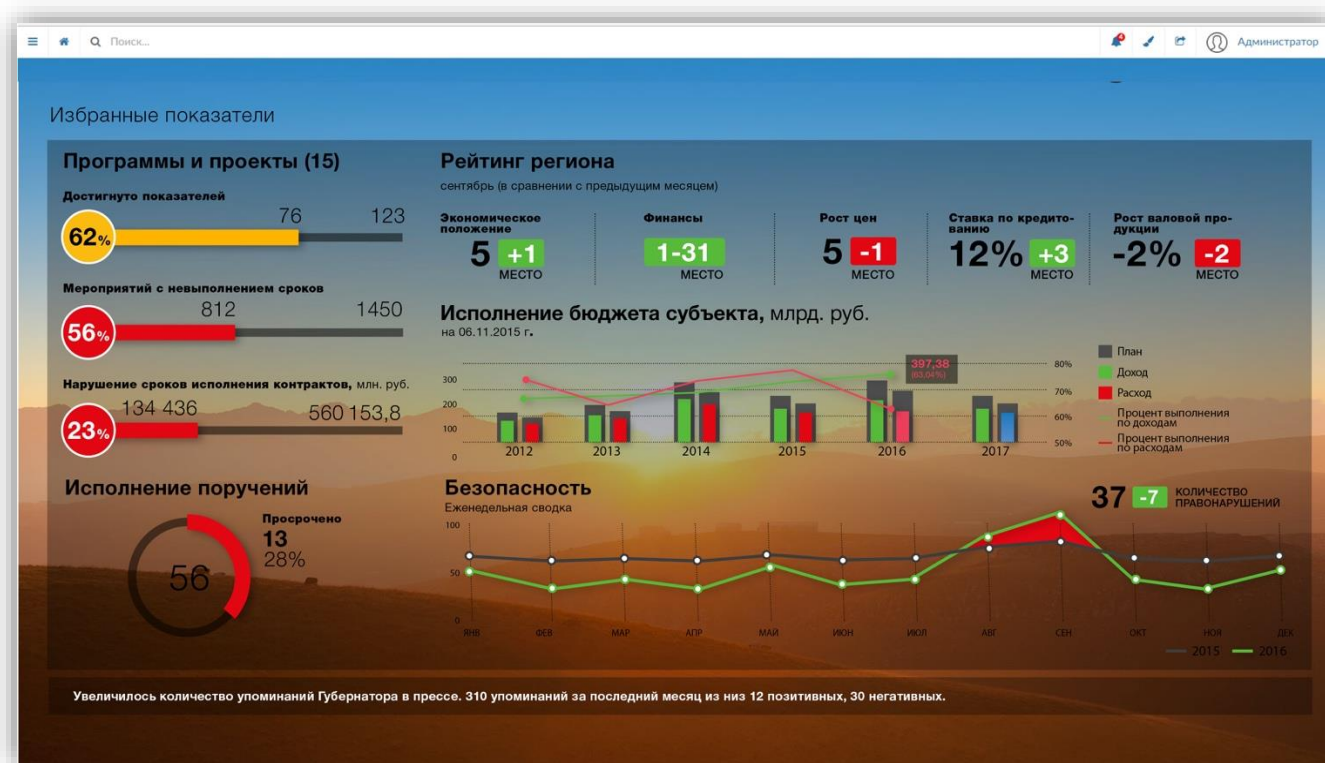 Поиск...
4
Администратор
Избранные показатели
Программы и проекты (15)
Достигнуто показателей
76 123
62%
Мероприятий с невыполнением сроков
812 1450
56%
Нарушение сроков исполнения контрактов, млн. руб.
134 436 560 153,8
23%
Исполнение поручений
Просрочено
13
28%
56
Рейтинг региона
сентябрь (в сравнении с предыдущим месяцем)
Экономическое
положение
5 +1
МЕСТО
Финансы
1-31
МЕСТО
Рост цен
5 -1
МЕСТО
Ставка по кредито-
ванию
12% +3
МЕСТО
Рост валовой про-
дукции
-2% -2
МЕСТО
Исполнение бюджета субъекта, млрд. руб.
на 06.11.2015 г.
397,38
(63,04%)
300
200
100
0
80%
70%
60%
50%
2012 2013 2014 2015 2016 2017
План
Доход
Расход
Процент выполнения
по доходам
Процент выполнения
по расходам
Безопасность
Еженедельная сводка
37 -7 КОЛИЧЕСТВО
ПРАВОНАРУШЕНИЙ
100
50
0
ЯНВ ФЕВ МАР АПР МАЙ ИЮН ИЮЛ АВГ СЕН ОКТ НОЯ ДЕК
2015 2016
Увеличилось количество упоминаний Губернатора в прессе. 310 упоминаний за последний месяц из низ 12 позитивных, 30 негативных.